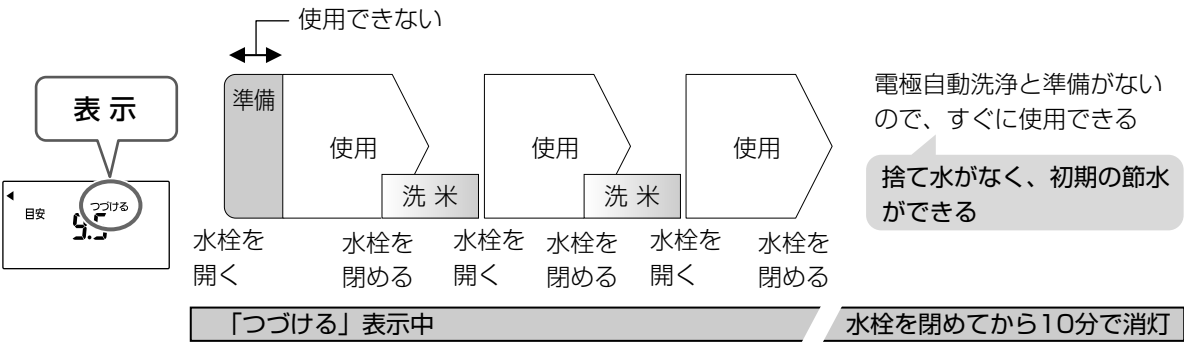 使用できない
表示
準備
使用
使用
使用
洗米
洗米
電極自動洗浄と準備がない
ので、すぐに使用できる
捨て水がなく、初期の節水
ができる
目安
つづける
9.5
水栓を
開く
水栓を
閉める
水栓を
開く
水栓を
閉める
水栓を
開く
水栓を
閉める
「つづける」表示中
水栓を閉めてから10分で消灯